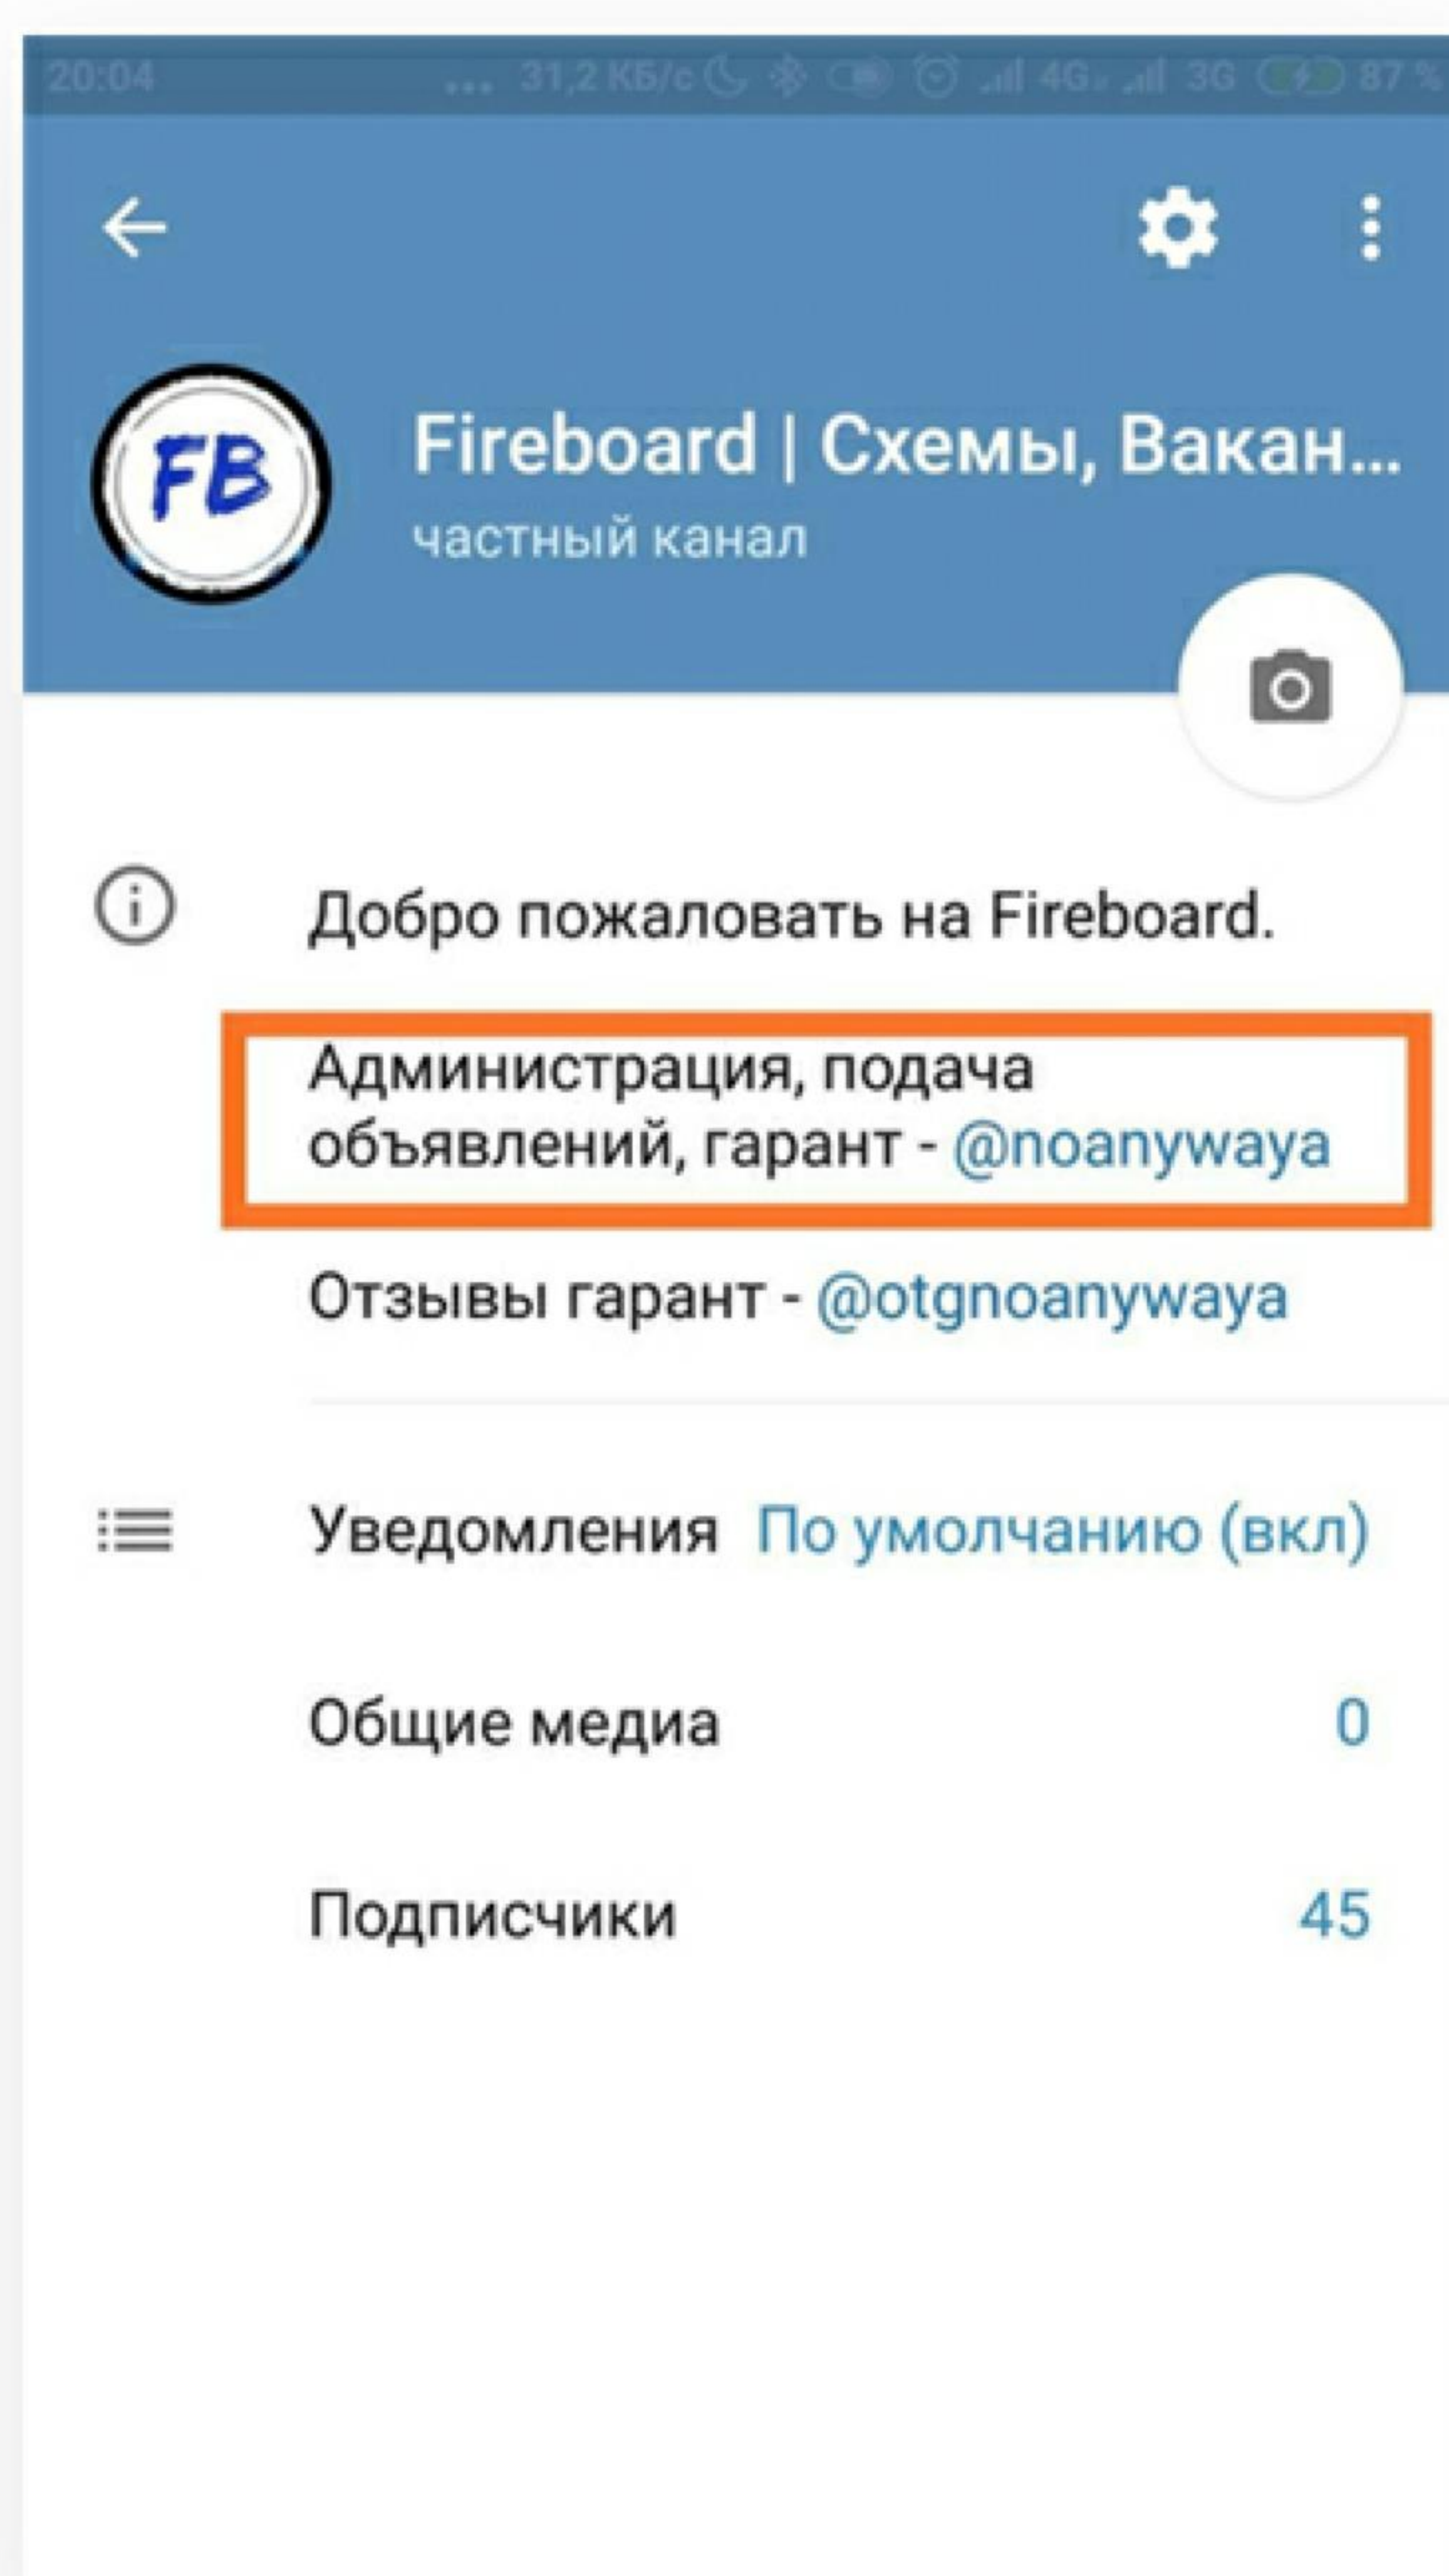 20:04 ... 31,2 КБ/с 4G 3G 87 %
FB
Fireboard | Схемы, Вакан...
частный канал
Добро пожаловать на Fireboard.
Администрация, подача
объявлений, гарант - @noanywaya
Отзывы гарант - @otgnoanywaya
Уведомления По умолчанию (вкл)
Общие медиа 0
Подписчики 45